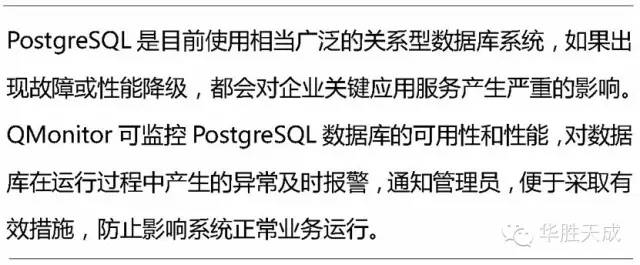 PostgreSQL 是目前使用相当广泛的关系型数据库系统，如果出
现故障或性能降级，都会对企业关键应用服务产生严重的影响。
QMonitor 可监控 PostgreSQL 数据库的可用性和性能，对数据
库在运行过程中产生的异常及时报警，通知管理员，便于采取有
效措施，防止影响系统正常业务运行。
华胜天成